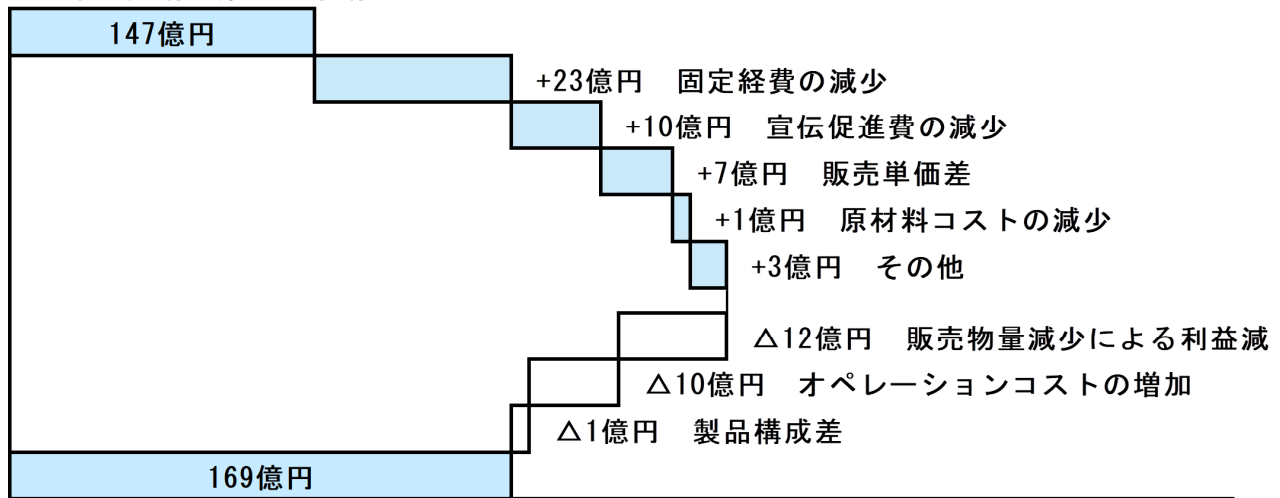 147億円
+23億円 固定経費の減少
+10億円 宣伝促進費の減少
+7億円 販売単価差
+1億円 原材料コストの減少
+3億円 その他
△12億円 販売物量減少による利益減
△10億円 オペレーションコストの増加
△1億円 製品構成差
169億円